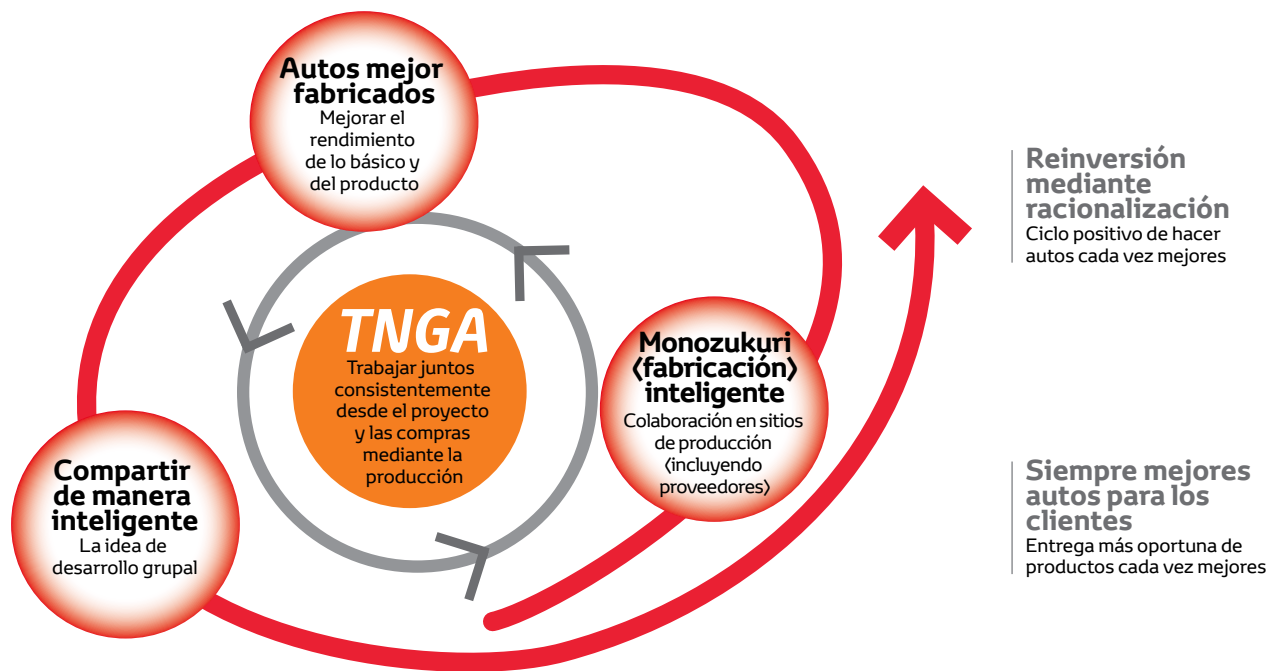 Autos mejor
fabricados
Mejorar el
rendimiento
de lo básico y
del producto
TNGA
Trabajar juntos
consistentemente
desde el proyecto
y las compras
mediante la
producción
Monozukuri
〈fabricación〉
inteligente
Colaboración en sitios
de producción
〈incluyendo
proveedores〉
Compartir
de manera
inteligente
La idea de
desarrollo grupal
Reinversión
mediante
racionalización
Ciclo positivo de hacer
autos cada vez mejores
Siempre mejores
autos para los
clientes
Entrega más oportuna de
productos cada vez mejores